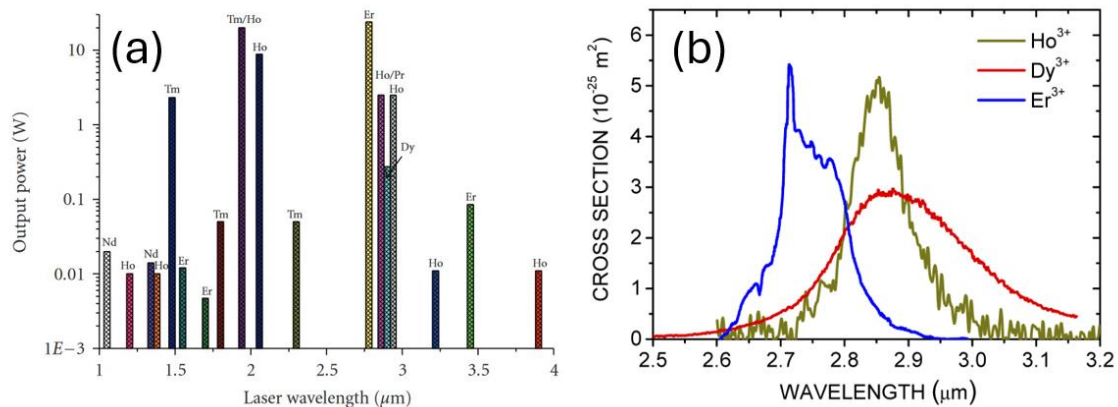 (a)
Output power (W)
10
1
0.1
0.01
1E−3
Nd
Ho
Nd
Ho
Tm
Er
Er
Tm
Tm/Ho
Ho
Tm
Er
Ho/Pr
Ho
Dy
Ho
Er
Ho
1
1.5
2
2.5
3
3.5
4
Laser wavelength (μm)
(b)
CROSS SECTION (10⁻²⁵ m²)
6
5
4
3
2
1
0
Ho³⁺
Dy³⁺
Er³⁺
2.5 2.6 2.7 2.8 2.9 3.0 3.1 3.2
WAVELENGTH (μm)